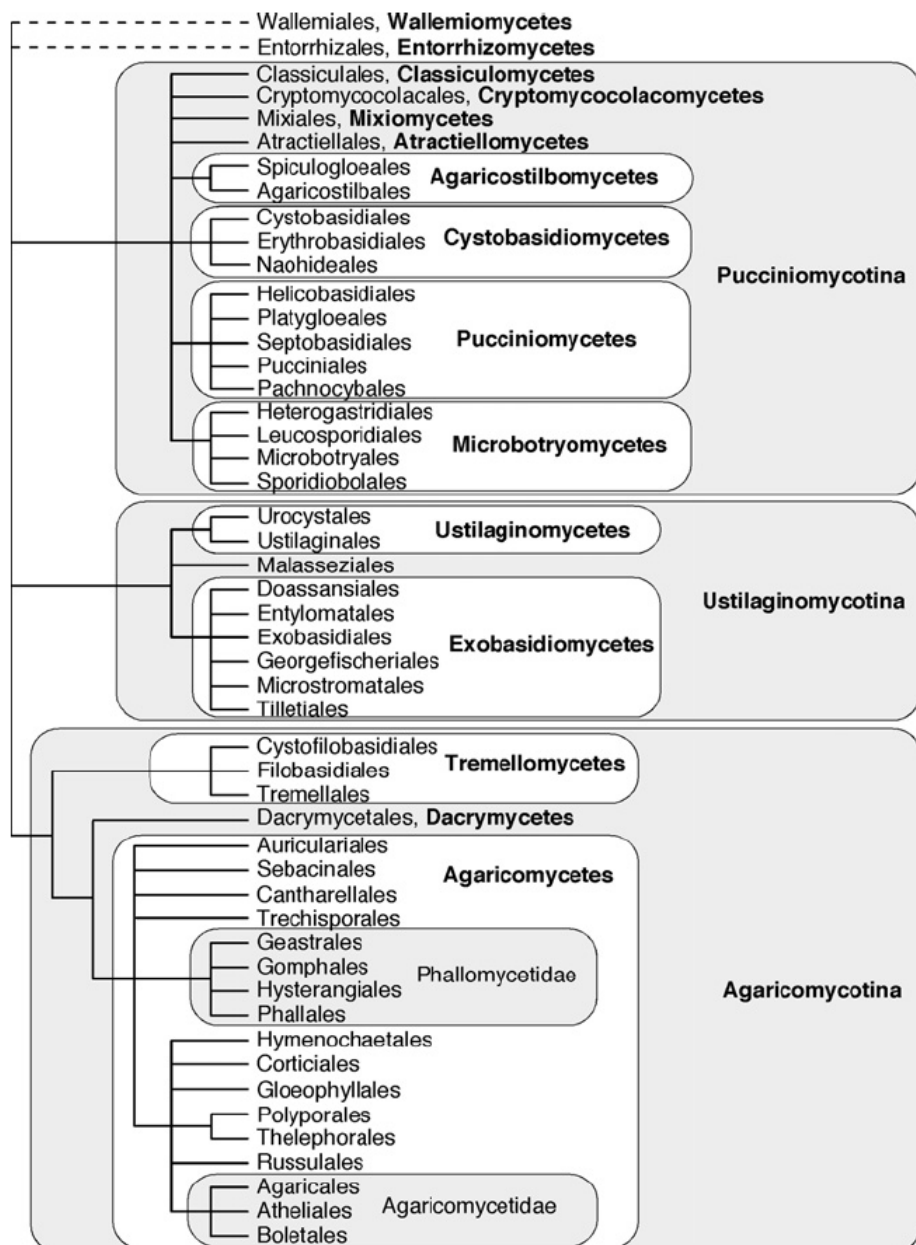 Wallemiales, Wallemiomycetes
Entorrhizales, Entorrhizomycetes
Classiculales, Classiculomycetes
Cryptomycocolacales, Cryptomycocolacomycetes
Mixiales, Mixiomycetes
Atractiellales, Atractiellomycetes
Spiculogloeales
Agaricostilbomycetes
Agaricostilbales
Cystobasidiales
Erythrobasidiales
Cystobasidiomycetes
Naohideales
Pucciniomycotina
Helicobasidiales
Platygloeales
Septobasidiales
Pucciniomycetes
Pucciniales
Pachnocybales
Heterogastridiales
Leucosporidiales
Microbotryomycetes
Microbotryales
Sporidiobolales
Urocystales
Ustilaginomycetes
Ustilaginales
Malasseziales
Doassansiales
Ustilaginomycotina
Entylomatales
Exobasidiales
Exobasidiomycetes
Georgefischeriales
Microstromatales
Tilletiales
Cystofilobasidiales
Tremellomycetes
Filobasidiales
Tremellales
Dacrymycetales, Dacrymycetes
Auriculariales
Sebacinales
Agaricomycetes
Cantharellales
Trechisporales
Geastrales
Gomphales
Phallomycetidae
Hysterangiales
Agaricomycotina
Phallales
Hymenochaetales
Corticiales
Gloeophyllales
Polyporales
Thelephorales
Russulales
Agaricales
Atheliales
Agaricomycetidae
Boletales